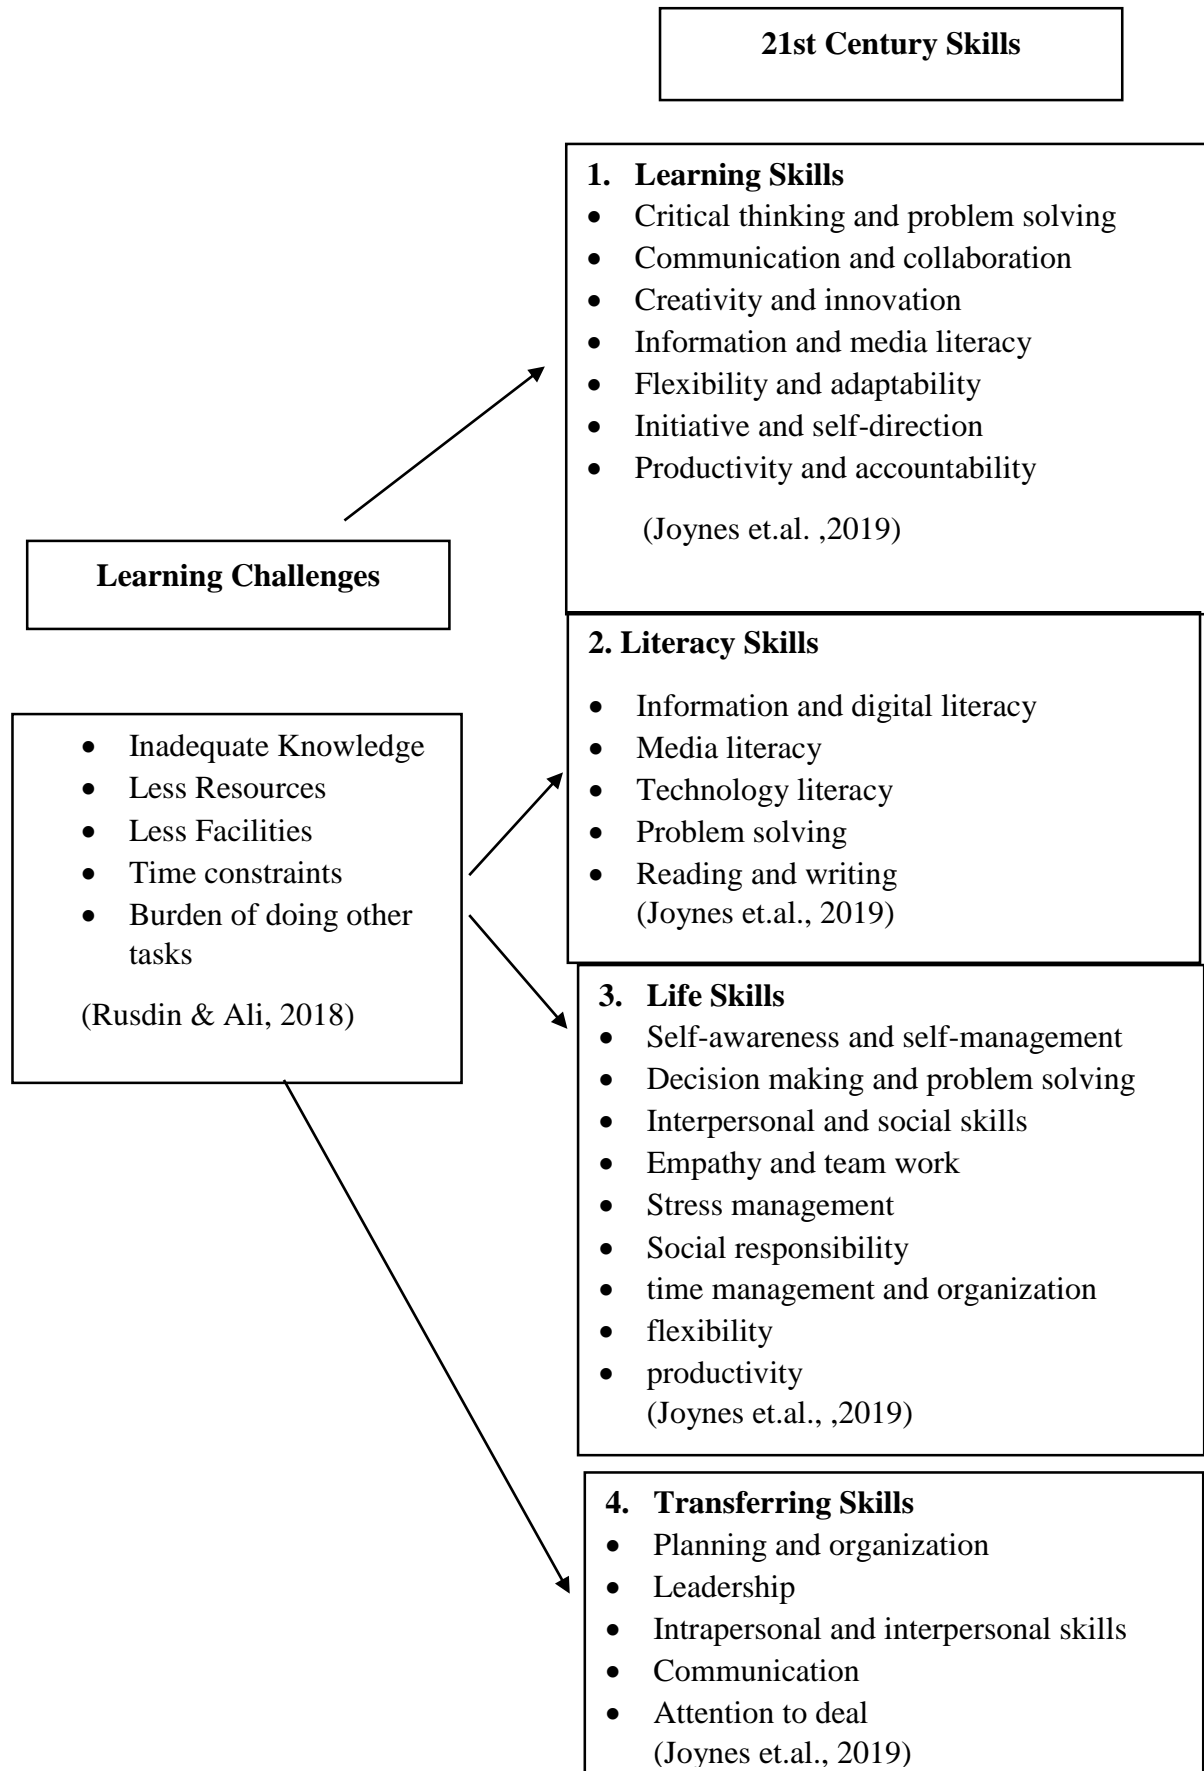 21st Century Skills
1. Learning Skills
• Critical thinking and problem solving
• Communication and collaboration
• Creativity and innovation
• Information and media literacy
• Flexibility and adaptability
• Initiative and self-direction
• Productivity and accountability
(Joynes et.al. ,2019)
Learning Challenges
• Inadequate Knowledge
• Less Resources
• Less Facilities
• Time constraints
• Burden of doing other
tasks
(Rusdin & Ali, 2018)
2. Literacy Skills
• Information and digital literacy
• Media literacy
• Technology literacy
• Problem solving
• Reading and writing
(Joynes et.al., 2019)
3. Life Skills
• Self-awareness and self-management
• Decision making and problem solving
• Interpersonal and social skills
• Empathy and team work
• Stress management
• Social responsibility
• time management and organization
• flexibility
• productivity
(Joynes et.al., ,2019)
4. Transferring Skills
• Planning and organization
• Leadership
• Intrapersonal and interpersonal skills
• Communication
• Attention to deal
(Joynes et.al., 2019)